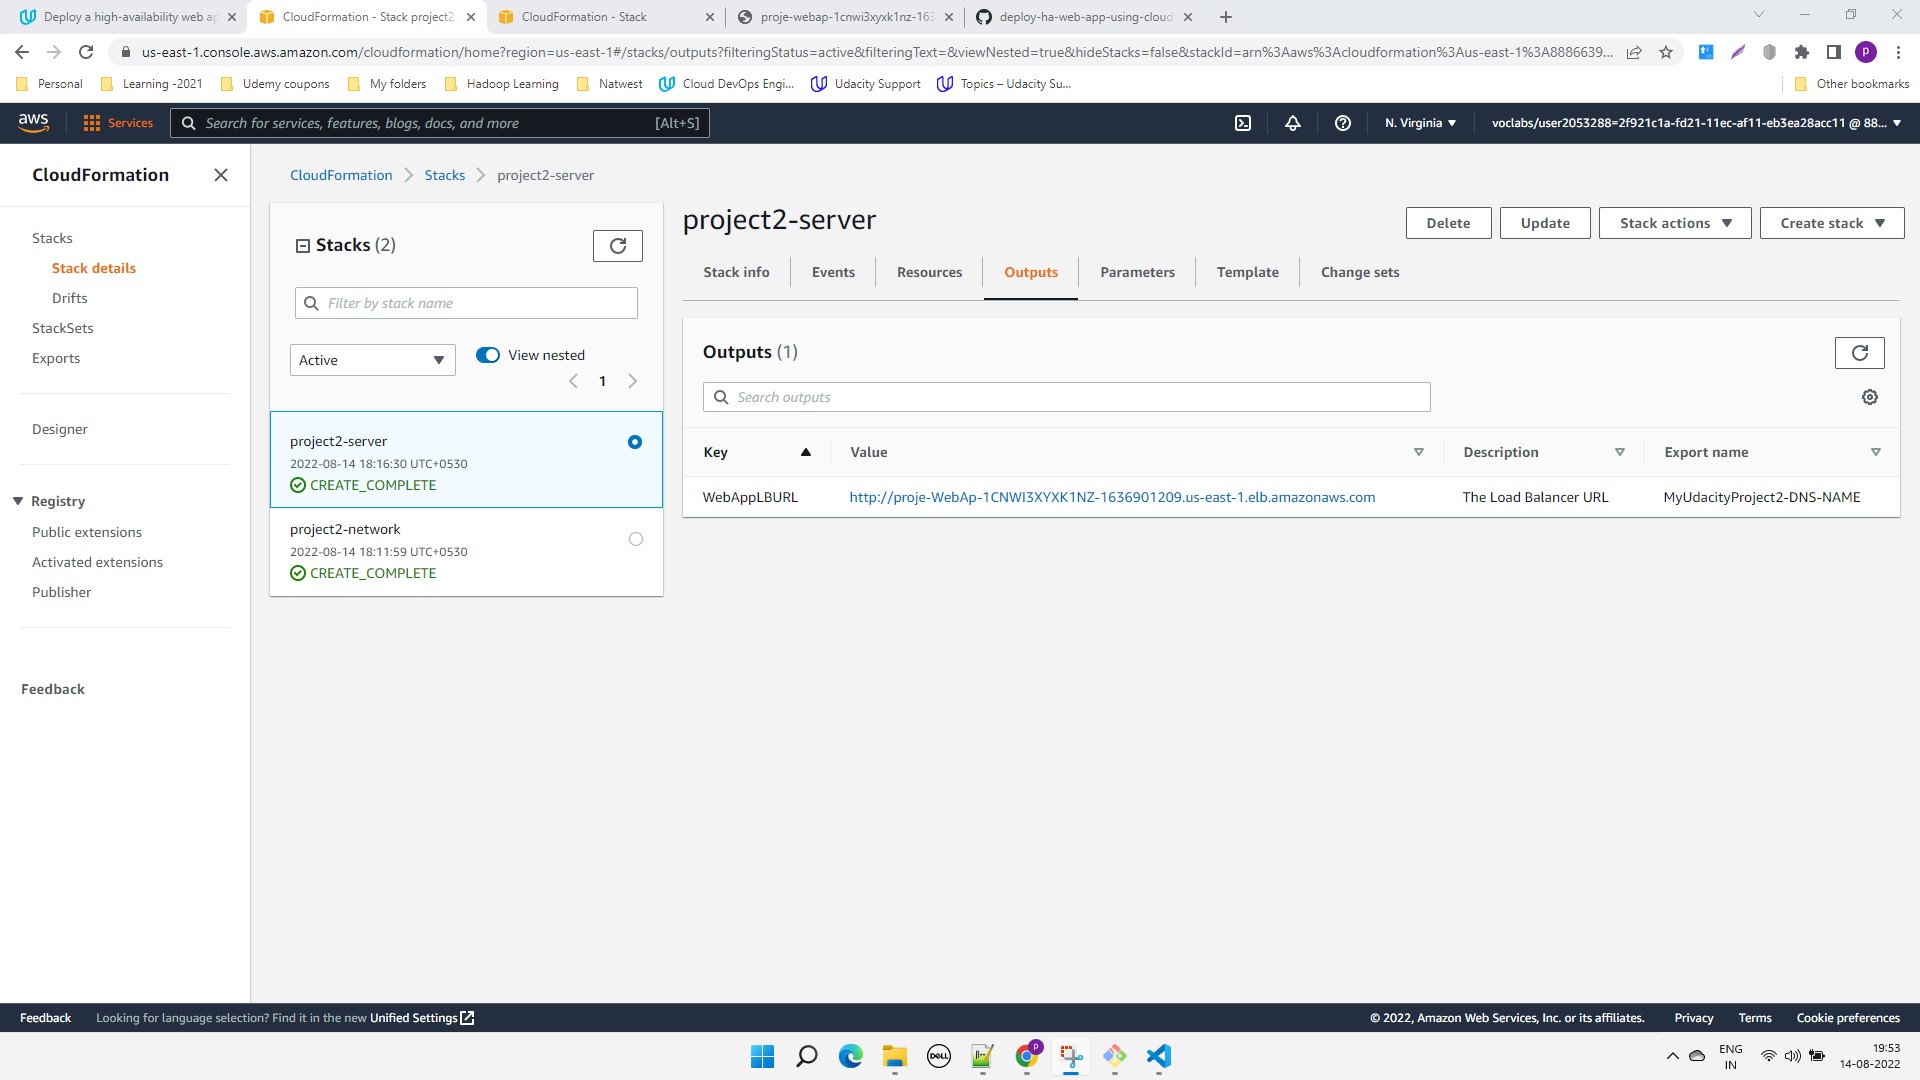 Deploy a high-availability web ap
CloudFormation - Stack project2-
CloudFormation - Stack
proje-webap-1cnwi3xyxk1nz-163
deploy-ha-web-app-using-cloud
us-east-1.console.aws.amazon.com/cloudformation/home?region=us-east-1#/stacks/outputs?filteringStatus=active&filteringText=&viewNested=true&hideStacks=false&stackId=arn%3Aaws%3Acloudformation%3Aus-east-1%3A8886639...
P
Personal
Learning -2021
Udemy coupons
My folders
Hadoop Learning
Natwest
Cloud DevOps Engi...
Udacity Support
Topics – Udacity Su...
Other bookmarks
aws
Services
Search for services, features, blogs, docs, and more
[Alt+S]
N. Virginia
voclabs/user2053288=2f921c1a-fd21-11ec-af11-eb3ea28acc11 @ 88...
CloudFormation
Stacks
Stack details
Drifts
StackSets
Exports
Designer
Registry
Public extensions
Activated extensions
Publisher
Feedback
CloudFormation
Stacks
project2-server
Stacks (2)
Filter by stack name
Active
View nested
1
project2-server
2022-08-14 18:16:30 UTC+0530
CREATE_COMPLETE
project2-network
2022-08-14 18:11:59 UTC+0530
CREATE_COMPLETE
project2-server
Delete
Update
Stack actions
Create stack
Stack info
Events
Resources
Outputs
Parameters
Template
Change sets
Outputs (1)
Search outputs
Key
Value
Description
Export name
WebAppLBURL
http://proje-WebAp-1CNWI3XYXK1NZ-1636901209.us-east-1.elb.amazonaws.com
The Load Balancer URL
MyUdacityProject2-DNS-NAME
Feedback
Looking for language selection? Find it in the new Unified Settings
© 2022, Amazon Web Services, Inc. or its affiliates.
Privacy
Terms
Cookie preferences
DELL
P
ENG
IN
19:53
14-08-2022